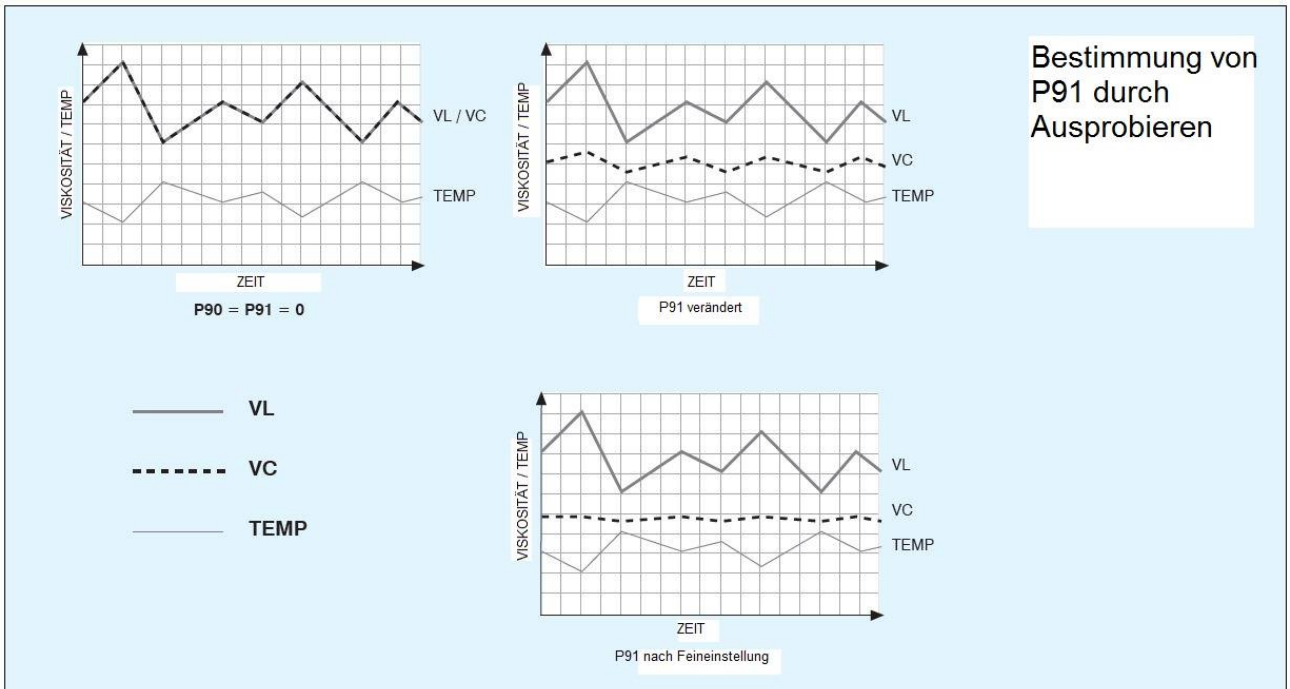 VISKOSITÄT / TEMP
VL / VC
TEMP
ZEIT
P90 = P91 = 0
VISKOSITÄT / TEMP
VL
VC
TEMP
ZEIT
P91 verändert
Bestimmung von
P91 durch
Ausprobieren
VL
VC
TEMP
VISKOSITÄT / TEMP
VL
VC
TEMP
ZEIT
P91 nach Feineinstellung